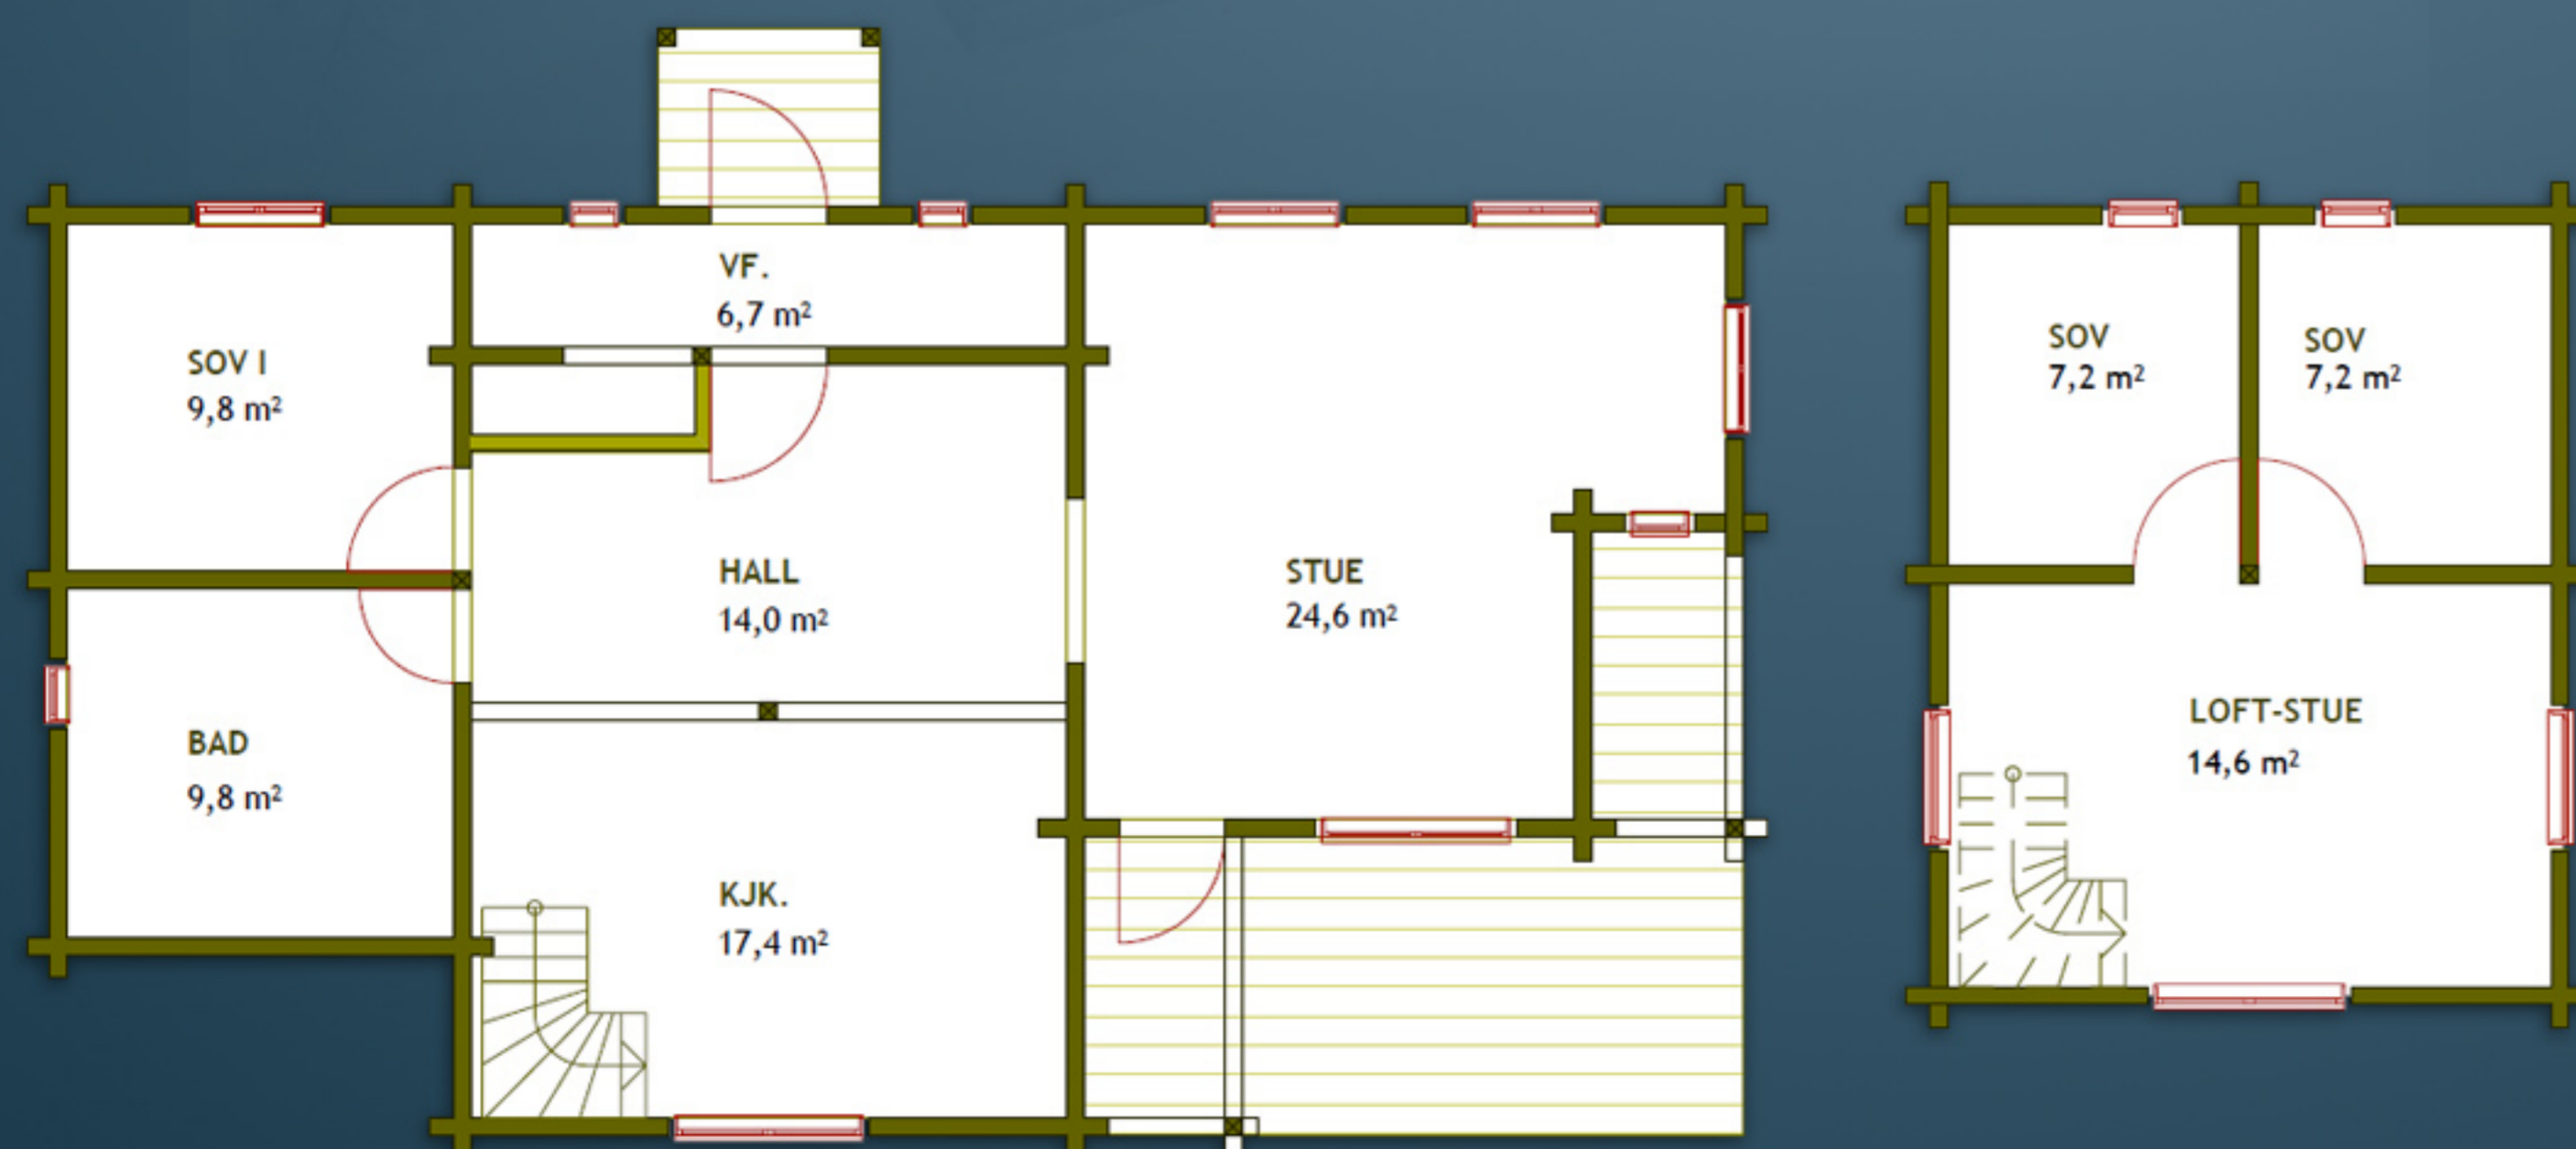 VF.
6,7 m²
SOV I
9,8 m²
HALL
14,0 m²
STUE
24,6 m²
BAD
9,8 m²
KJK.
17,4 m²
SOV
7,2 m²
SOV
7,2 m²
LOFT-STUE
14,6 m²